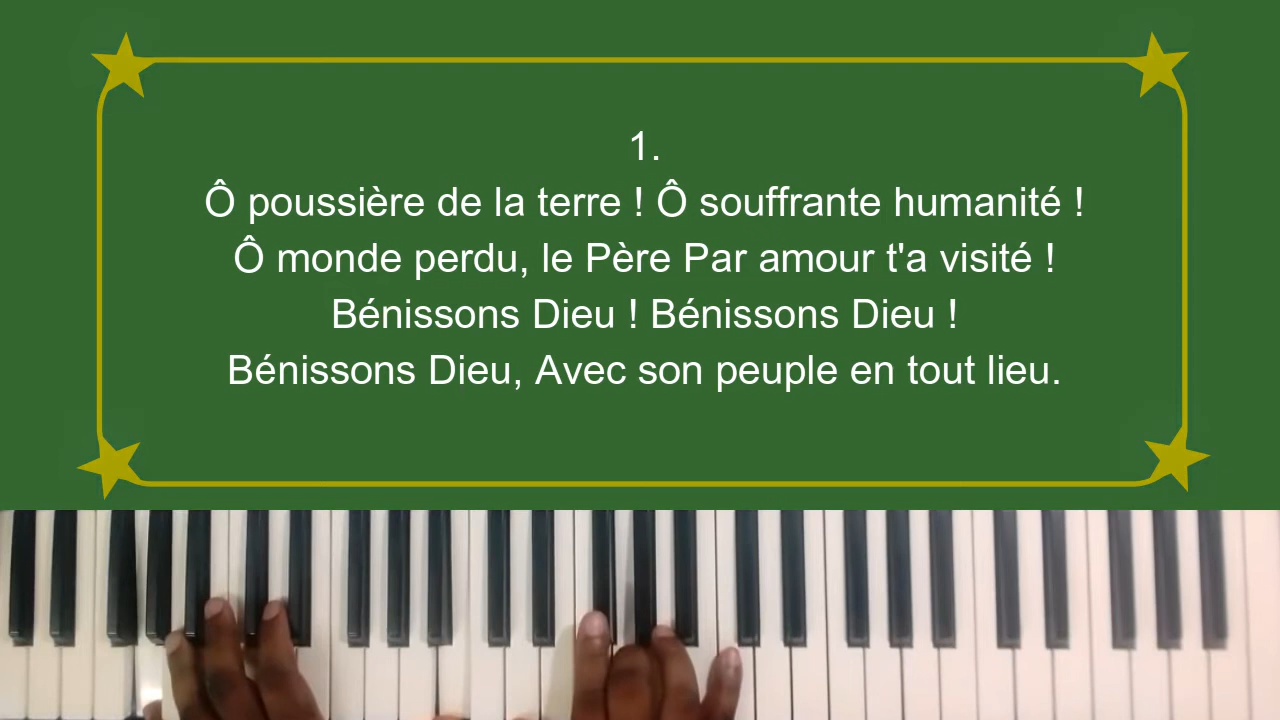 1.
Ô poussière de la terre ! Ô souffrante humanité !
Ô monde perdu, le Père Par amour t'a visité !
Bénissons Dieu ! Bénissons Dieu !
Bénissons Dieu, Avec son peuple en tout lieu.